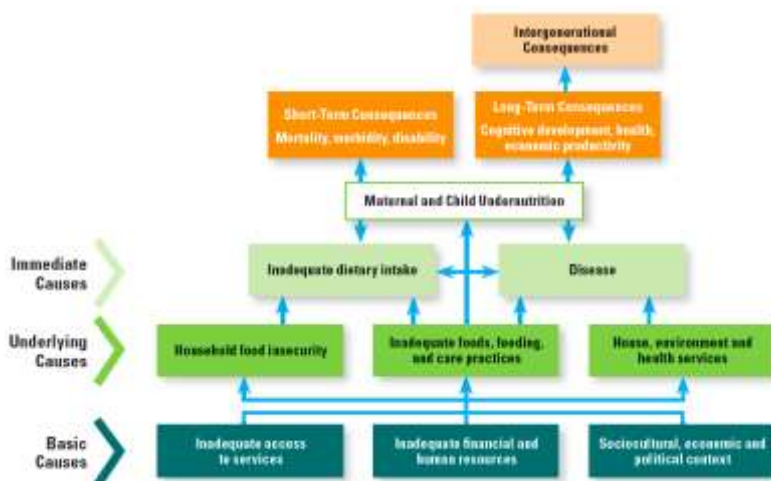 Intergenerational
Consequences
Short-Term Consequences
Mortality, morbidity, disability
Long-Term Consequences
Cognitive development, health,
economic productivity
Maternal and Child Undernutrition
Immediate
Causes
Inadequate dietary intake
Disease
Underlying
Causes
Household food insecurity
Inadequate foods, feeding,
and care practices
House, environment and
health services
Basic
Causes
Inadequate access
to services
Inadequate financial and
human resources
Sociocultural, economic and
political context